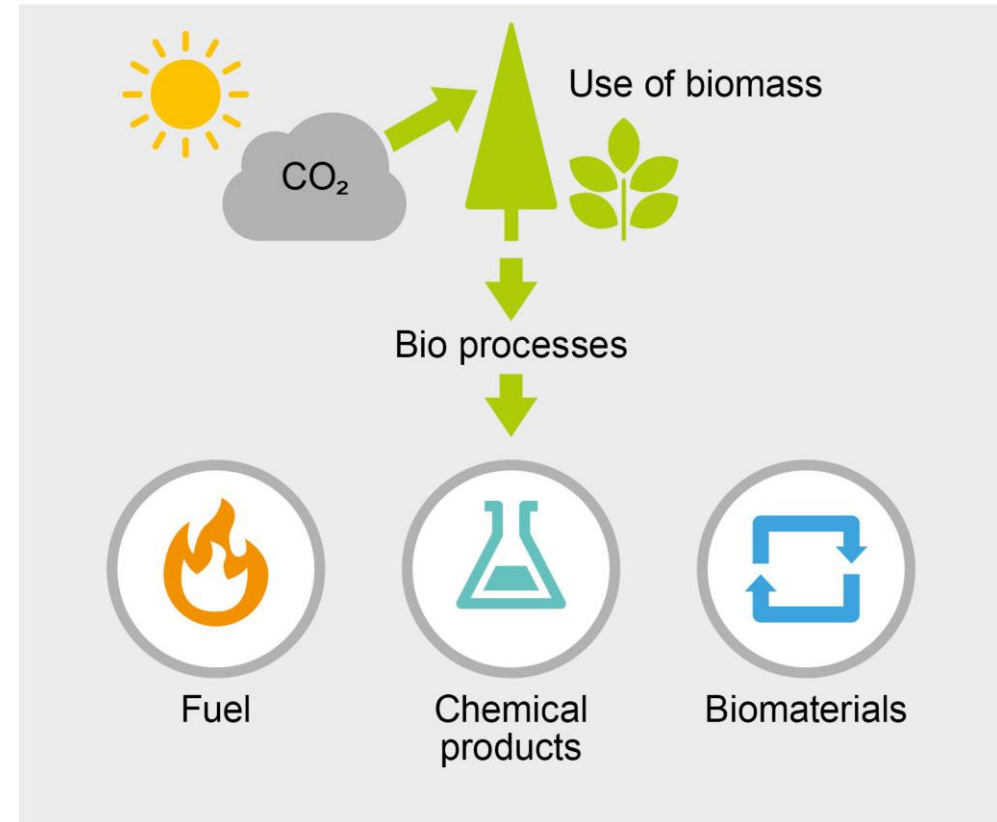 Use of biomass
CO₂
Bio processes
Fuel
Chemical
products
Biomaterials